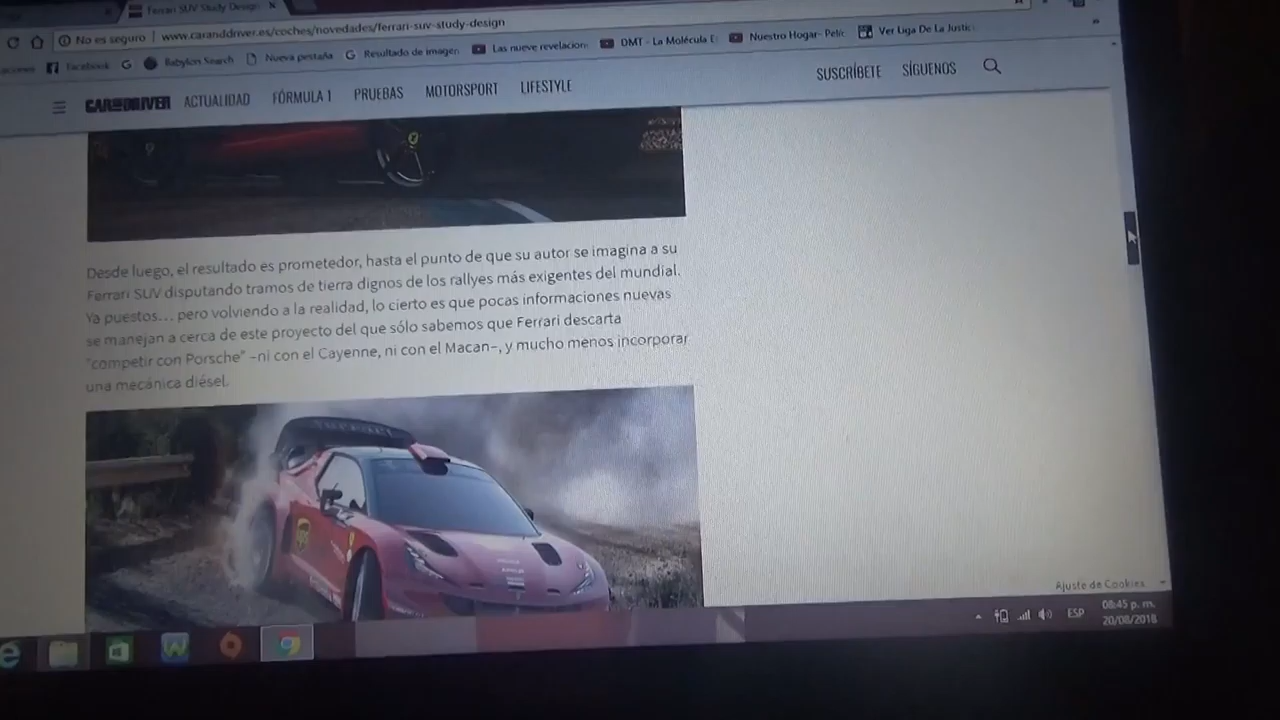 Ferrari SUV Study Design
No es seguro | www.caranddriver.es/coches/novedades/ferrari-suv-study-design
Facebook Babylon Search Nueva pestaña Resultado de imagen Las nueve revelacion DMT - La Molécula E Nuestro Hogar- Pelíc Ver Liga De La Justic
CAR AND DRIVER ACTUALIDAD FÓRMULA 1 PRUEBAS MOTORSPORT LIFESTYLE SUSCRÍBETE SÍGUENOS
Desde luego, el resultado es prometedor, hasta el punto de que su autor se imagina a su
Ferrari SUV disputando tramos de tierra dignos de los rallyes más exigentes del mundial.
Ya puestos... pero volviendo a la realidad, lo cierto es que pocas informaciones nuevas
se manejan a cerca de este proyecto del que sólo sabemos que Ferrari descarta
"competir con Porsche" –ni con el Cayenne, ni con el Macan–, y mucho menos incorporar
una mecánica diésel.
Ferrari
Ajuste de Cookies
ESP
08:45 p. m.
20/08/2018